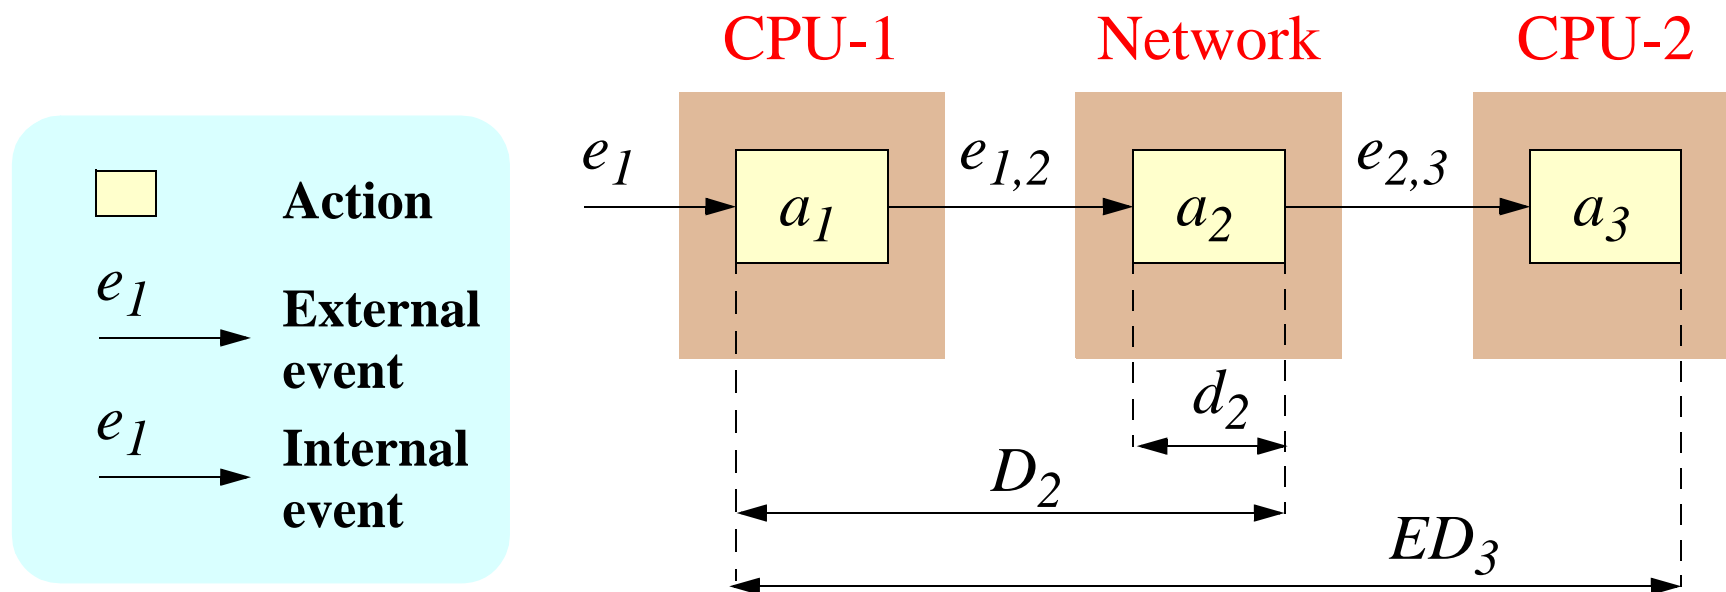 CPU-1 Network CPU-2
e1 e1,2 e2,3
a1 a2 a3
Action
e1
External
event
e1
Internal
event
d2
D2
ED3